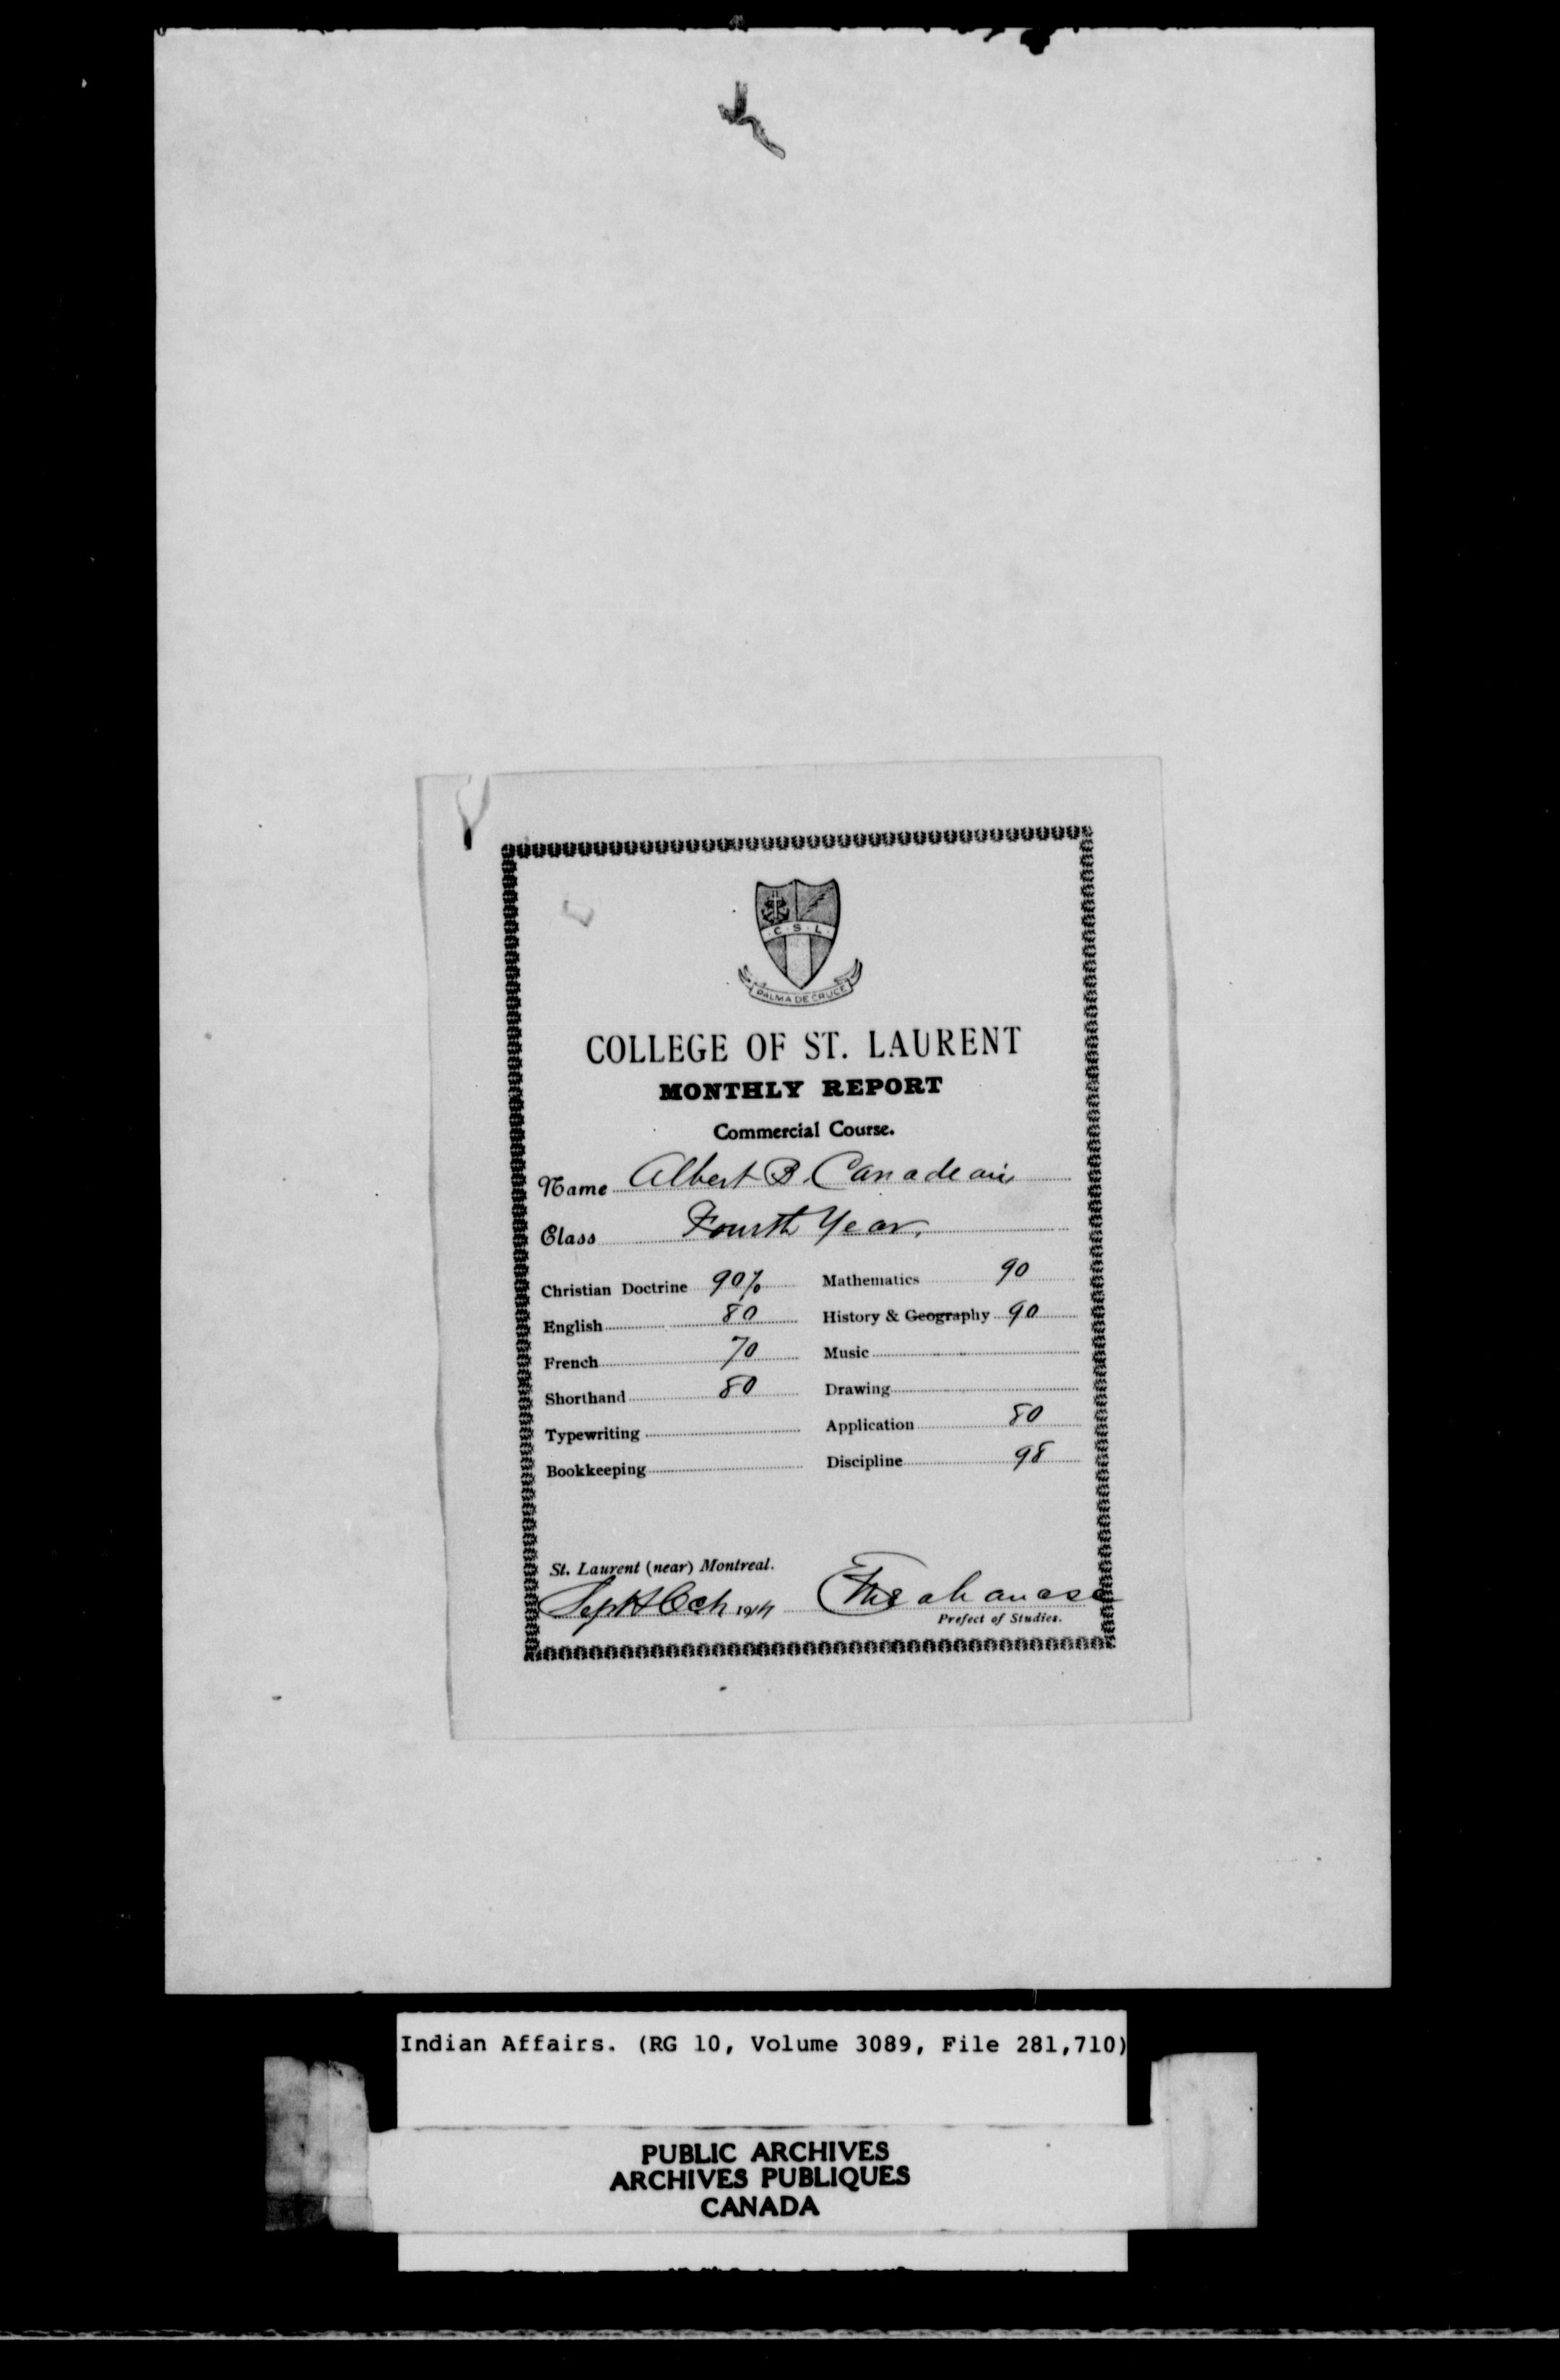 C · S · L
PALMA DE CRUCE
COLLEGE OF ST. LAURENT
MONTHLY REPORT
Commercial Course.
Name Albert B. Canadian
Class Fourth Year.
Christian Doctrine 90%
English 80
French 70
Shorthand 80
Typewriting
Bookkeeping
Mathematics 90
History & Geography 90
Music
Drawing
Application 80
Discipline 98
St. Laurent (near) Montreal.
Sept & Oct 1914
Prefect of Studies.
Indian Affairs. (RG 10, Volume 3089, File 281,710)
PUBLIC ARCHIVES
ARCHIVES PUBLIQUES
CANADA